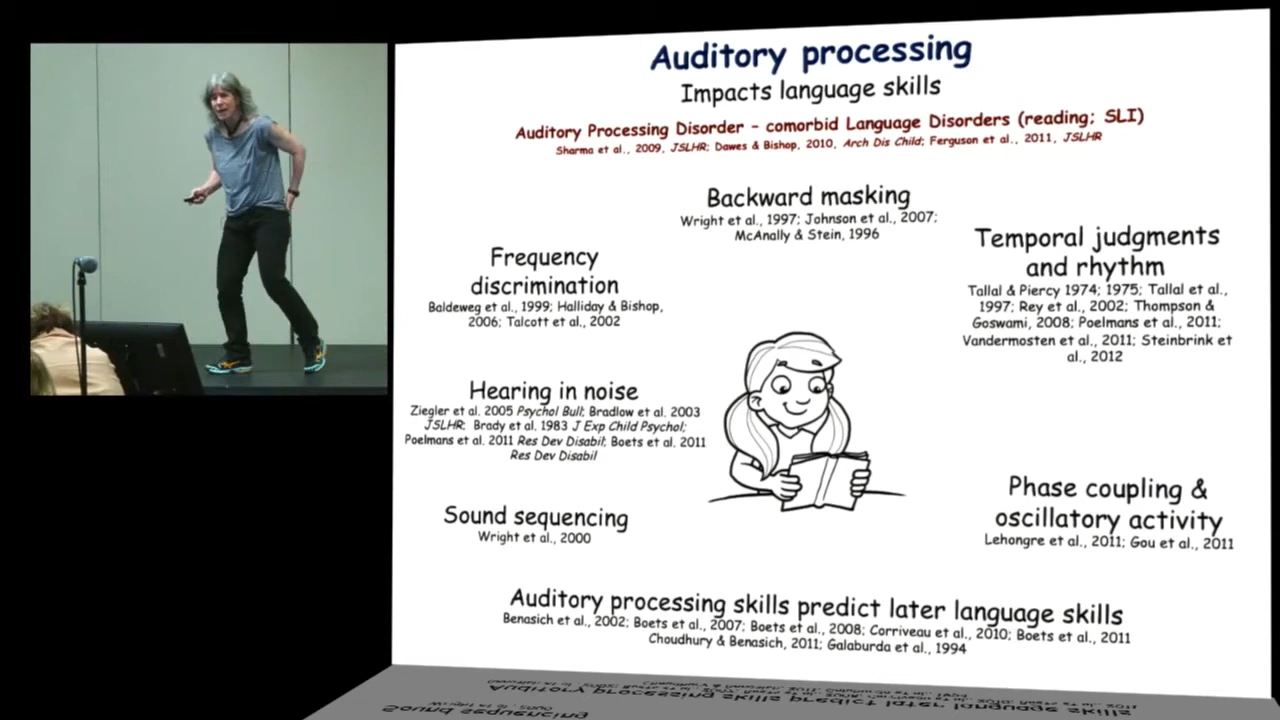 Auditory processing
Impacts language skills
Auditory Processing Disorder – comorbid Language Disorders (reading; SLI)
Sharma et al., 2009, JSLHR; Dawes & Bishop, 2010, Arch Dis Child; Ferguson et al., 2011, JSLHR
Backward masking
Wright et al., 1997; Johnson et al., 2007;
McAnally & Stein, 1996
Frequency
discrimination
Baldeweg et al., 1999; Halliday & Bishop,
2006; Talcott et al., 2002
Temporal judgments
and rhythm
Tallal & Piercy 1974; 1975; Tallal et al.,
1997; Rey et al., 2002; Thompson &
Goswami, 2008; Poelmans et al., 2011;
Vandermosten et al., 2011; Steinbrink et
al., 2012
Hearing in noise
Ziegler et al. 2005 Psychol Bull; Bradlow et al. 2003
JSLHR; Brady et al. 1983 J Exp Child Psychol;
Poelmans et al. 2011 Res Dev Disabil; Boets et al. 2011
Res Dev Disabil
Sound sequencing
Wright et al., 2000
Phase coupling &
oscillatory activity
Lehongre et al., 2011; Gou et al., 2011
Auditory processing skills predict later language skills
Benasich et al., 2002; Boets et al., 2007; Boets et al., 2008; Corriveau et al., 2010; Boets et al., 2011
Choudhury & Benasich, 2011; Galaburda et al., 1994